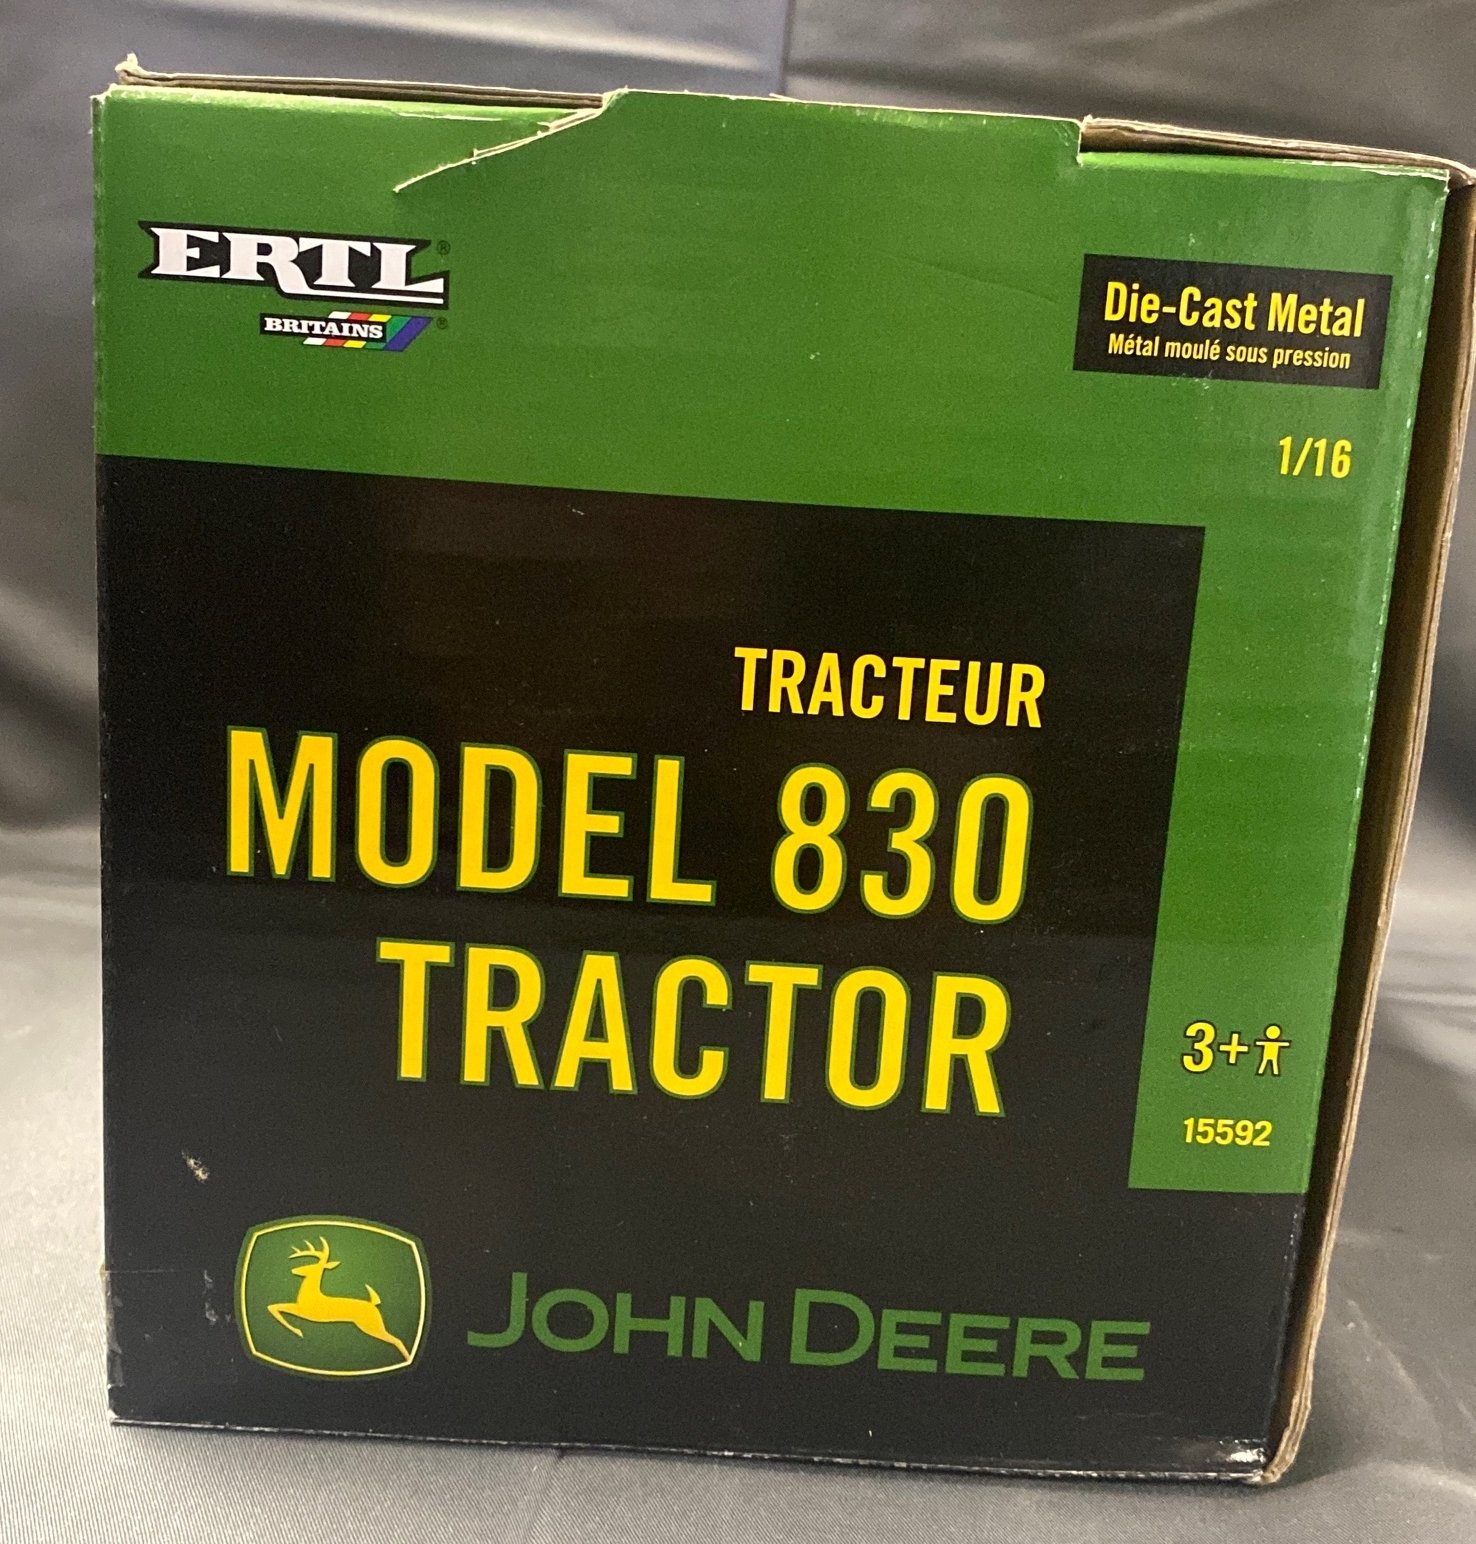 ERTL®
BRITAINS®
Die-Cast Metal
Métal moulé sous pression
1/16
TRACTEUR
MODEL 830
TRACTOR
3+
15592
JOHN DEERE